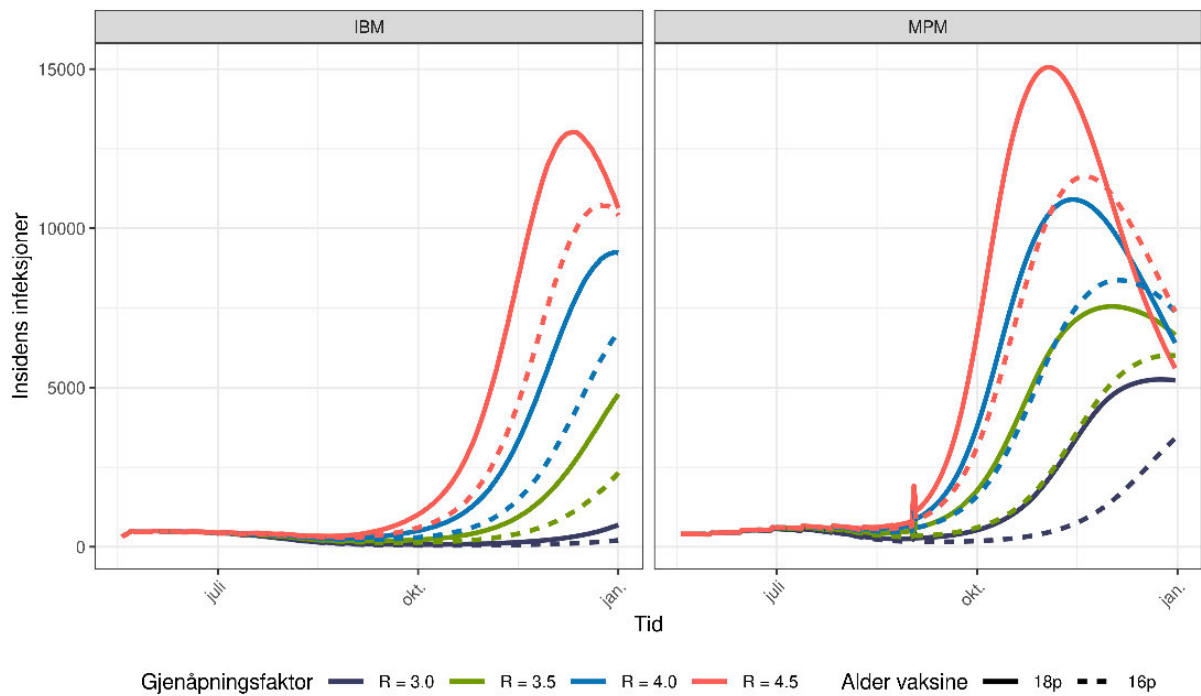 IBM
MPM
15000
10000
5000
0
Insidens infeksjoner
juli
okt.
jan.
juli
okt.
jan.
Tid
Gjenåpningsfaktor R = 3.0 R = 3.5 R = 4.0 R = 4.5 Alder vaksine 18p 16p